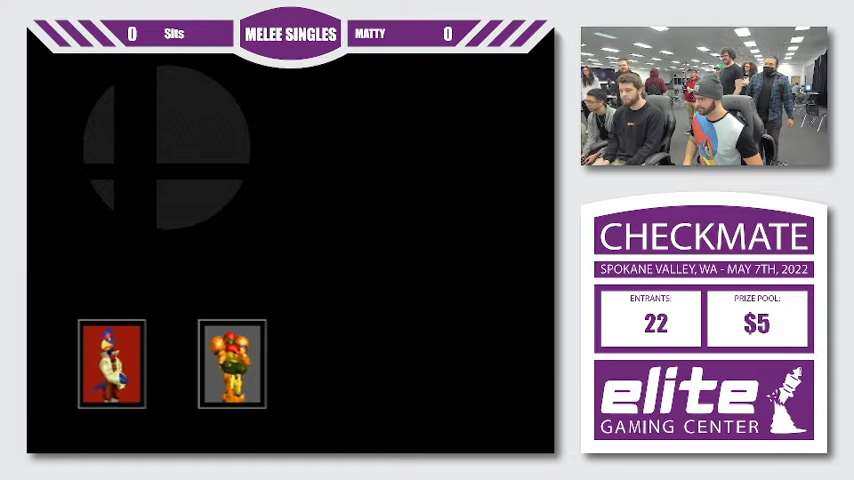 0 Sits MELEE SINGLES MATTY 0
CHECKMATE
SPOKANE VALLEY, WA - MAY 7TH, 2022
ENTRANTS: PRIZE POOL:
22 $5
elite
GAMING CENTER